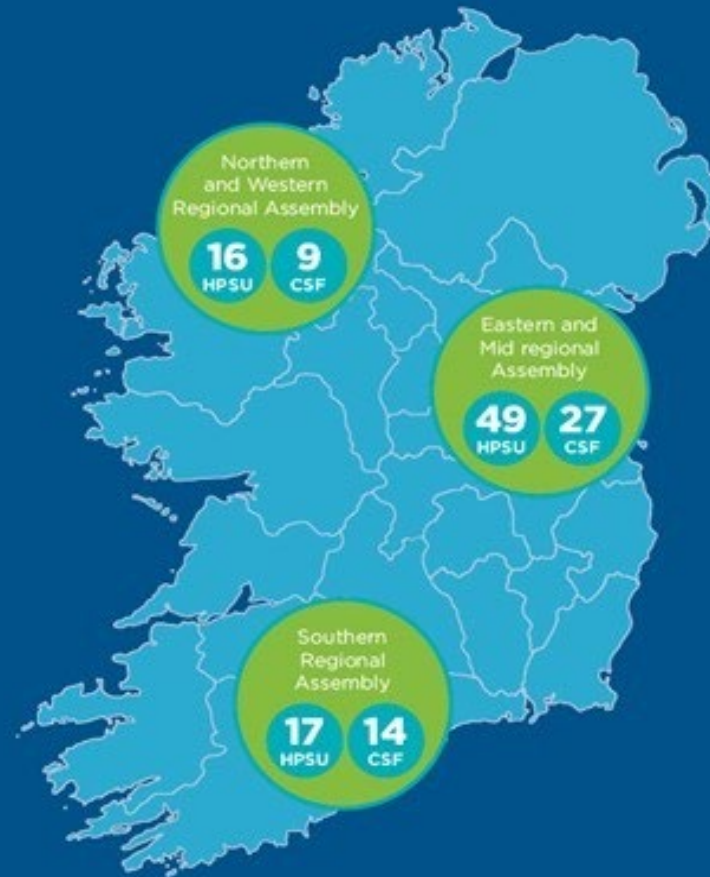 Northern
and Western
Regional Assembly
16 9
HPSU CSF
Eastern and
Mid regional
Assembly
49 27
HPSU CSF
Southern
Regional
Assembly
17 14
HPSU CSF